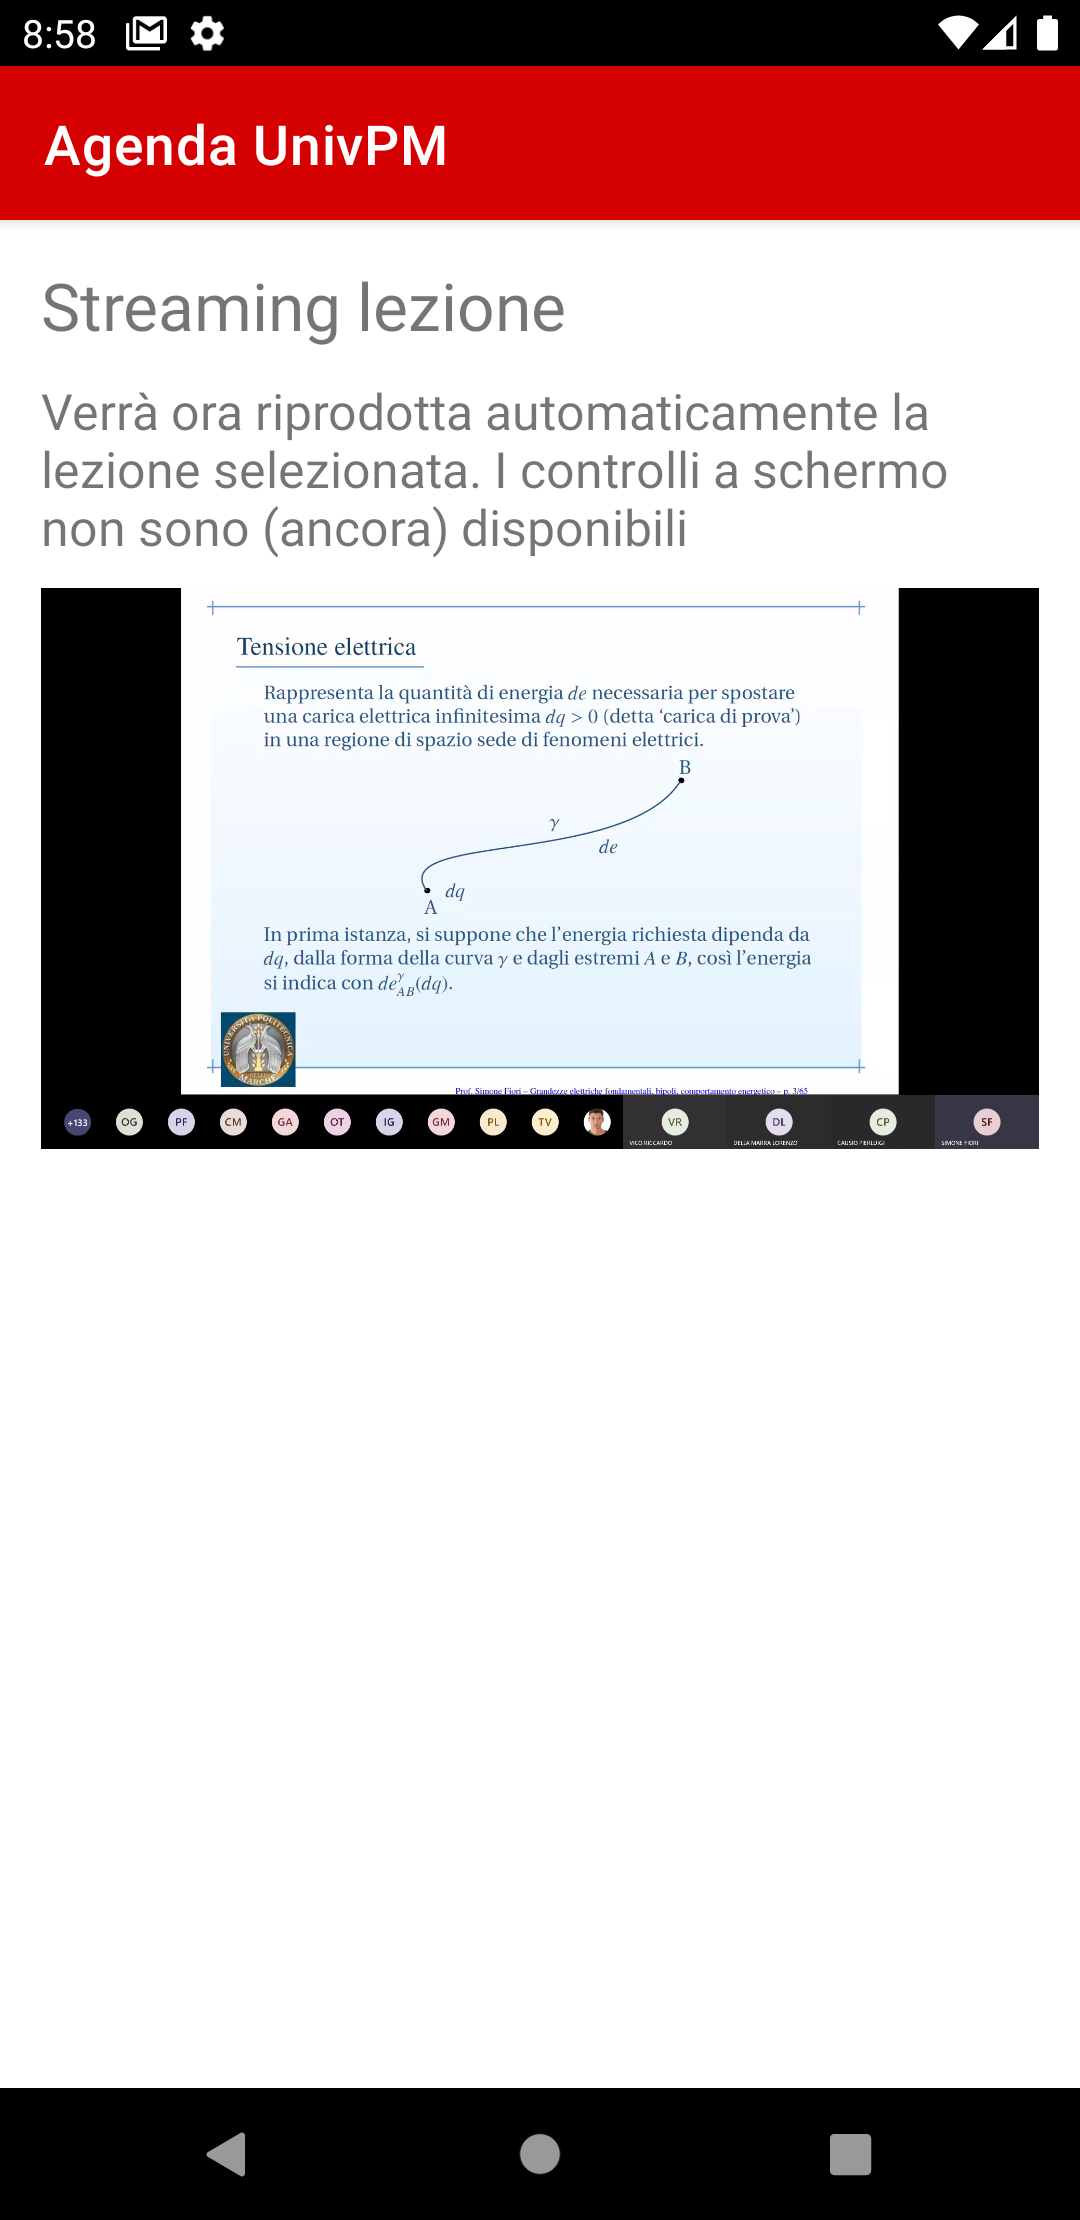 8:58
Agenda UnivPM
Streaming lezione
Verrà ora riprodotta automaticamente la
lezione selezionata. I controlli a schermo
non sono (ancora) disponibili
Tensione elettrica
Rappresenta la quantità di energia de necessaria per spostare
una carica elettrica infinitesima dq > 0 (detta ‘carica di prova’)
in una regione di spazio sede di fenomeni elettrici.
B
γ
de
dq
A
In prima istanza, si suppone che l’energia richiesta dipenda da
dq, dalla forma della curva γ e dagli estremi A e B, così l’energia
si indica con de^γ_AB(dq).
UNIVERSITÀ POLITECNICA
DELLE
MARCHE
Prof. Simone Fiori – Grandezze elettriche fondamentali, bipoli, comportamento energetico – p. 3/65
+133 OG PF CM GA OT IG GM PL TV VR DL CP SF
VICO RICCARDO DELLA MARRA LORENZO CAUSIO PIERLUIGI SIMONE FIORI